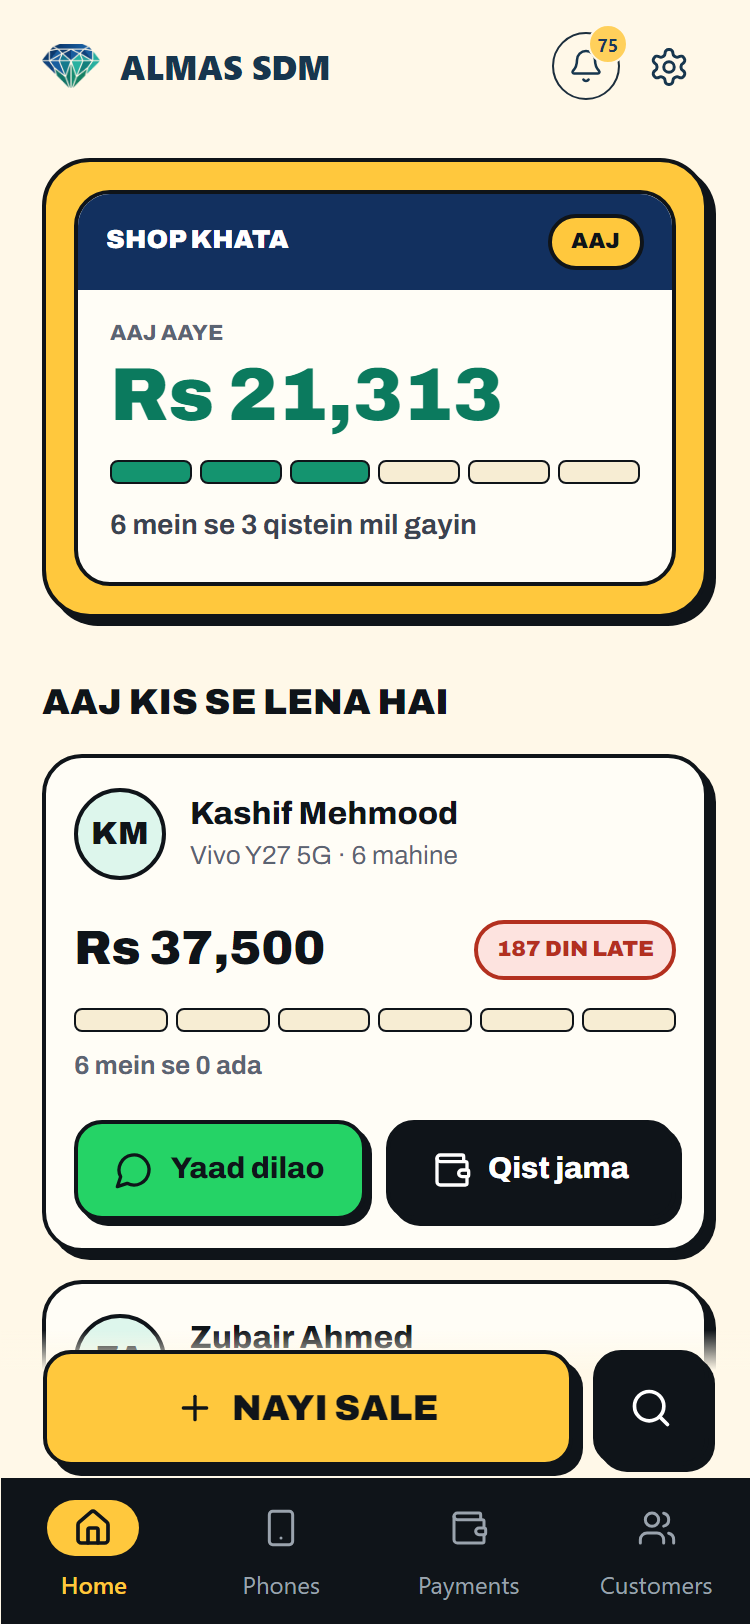 ALMAS SDM
75
SHOP KHATA
AAJ
AAJ AAYE
Rs 21,313
6 mein se 3 qistein mil gayin
AAJ KIS SE LENA HAI
KM
Kashif Mehmood
Vivo Y27 5G · 6 mahine
Rs 37,500
187 DIN LATE
6 mein se 0 ada
Yaad dilao
Qist jama
Zubair Ahmed
NAYI SALE
Home
Phones
Payments
Customers